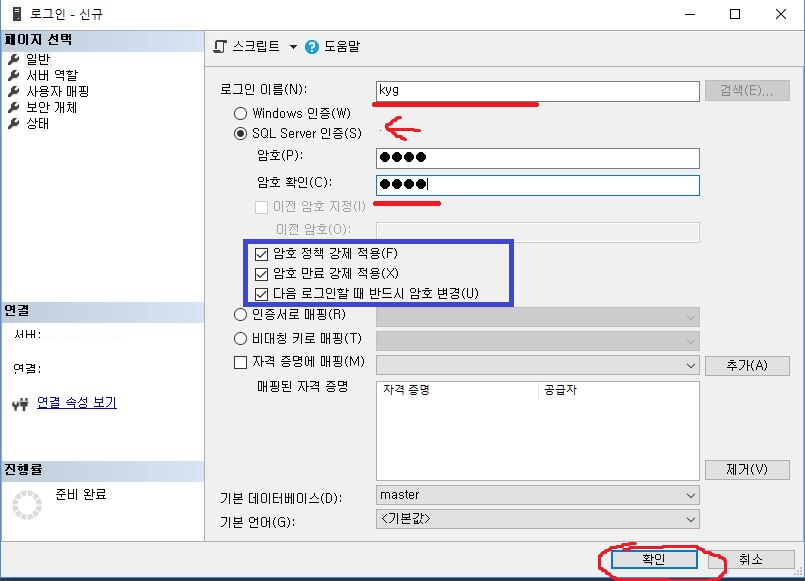 로그인 - 신규
페이지 선택
일반
서버 역할
사용자 매핑
보안 개체
상태
스크립트
도움말
로그인 이름(N):
kyg
검색(E)...
Windows 인증(W)
SQL Server 인증(S)
암호(P):
●●●●
암호 확인(C):
●●●●
이전 암호 지정(I)
이전 암호(O):
암호 정책 강제 적용(F)
암호 만료 강제 적용(X)
다음 로그인할 때 반드시 암호 변경(U)
인증서로 매핑(R)
비대칭 키로 매핑(T)
자격 증명에 매핑(M)
추가(A)
매핑된 자격 증명
자격 증명 공급자
제거(V)
기본 데이터베이스(D):
master
기본 언어(G):
<기본값>
연결
서버:
연결:
연결 속성 보기
진행률
준비 완료
확인
취소